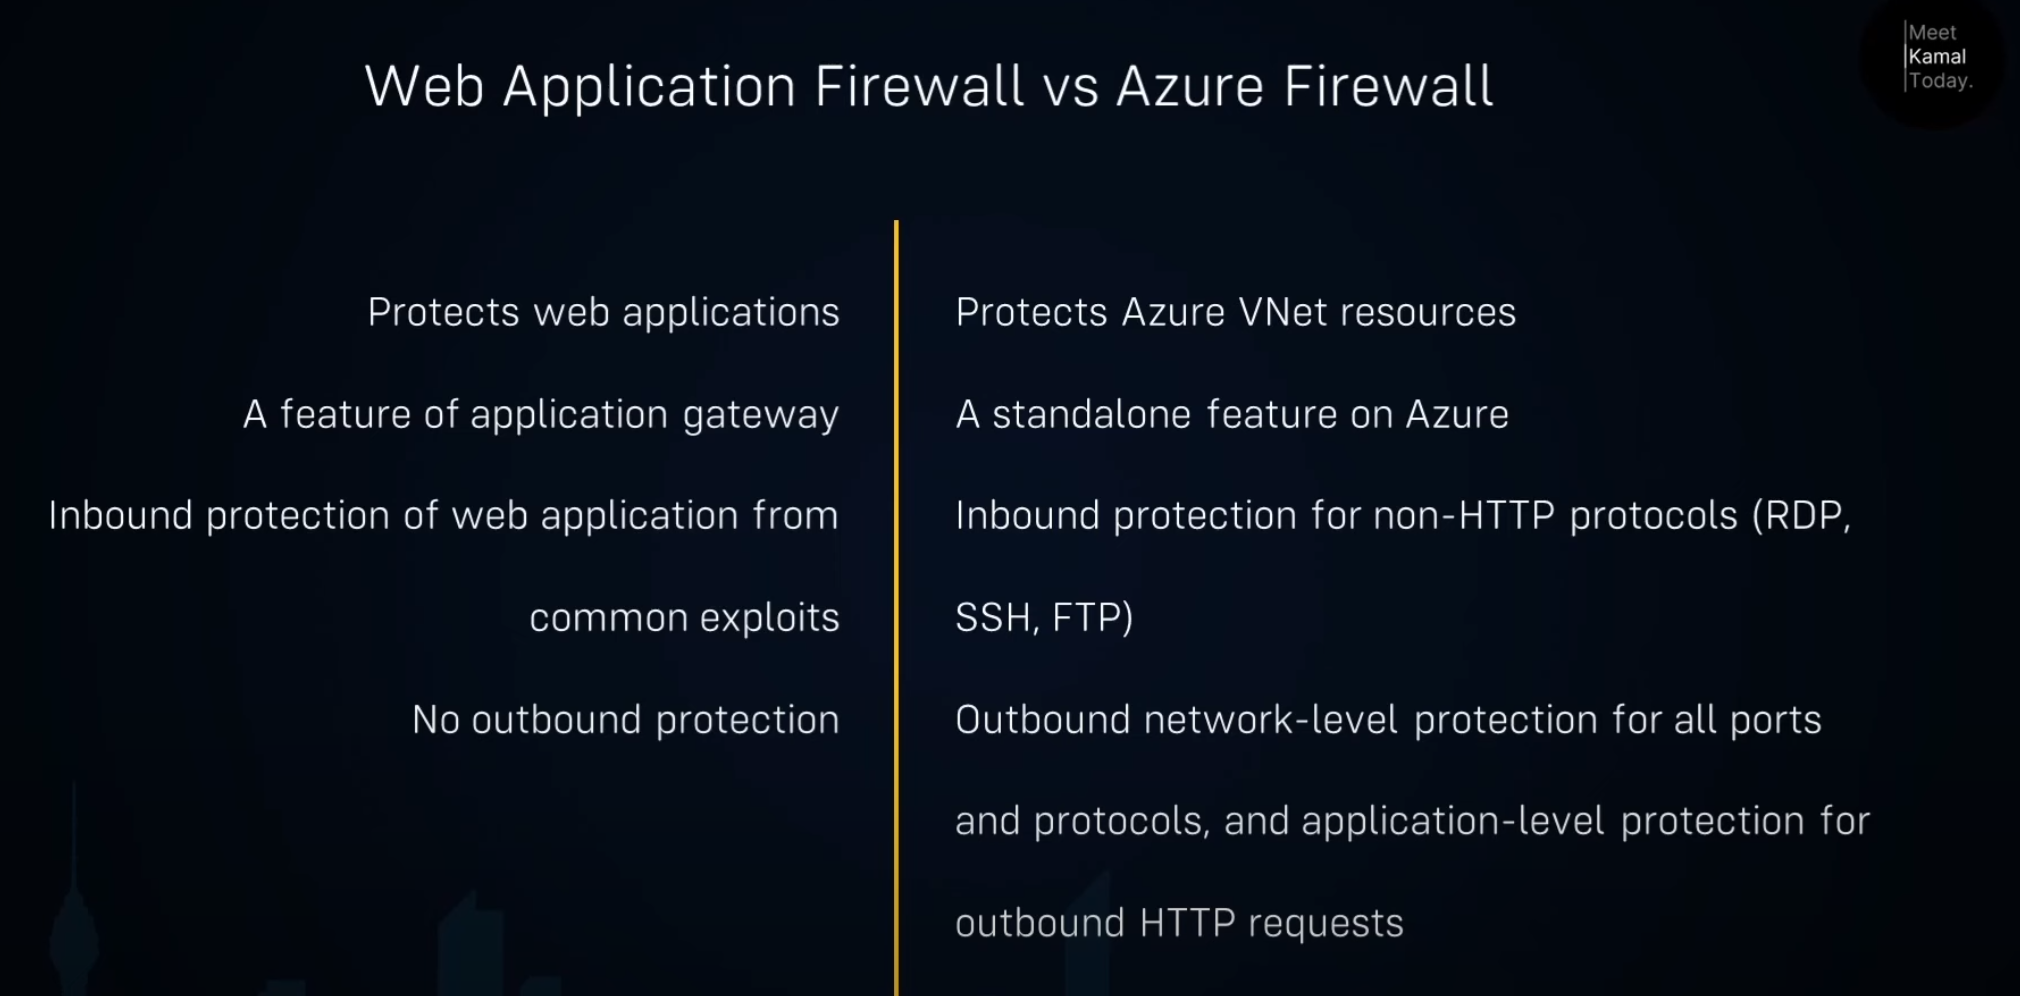 Meet
Kamal
Today.
Web Application Firewall vs Azure Firewall
Protects web applications
A feature of application gateway
Inbound protection of web application from
common exploits
No outbound protection
Protects Azure VNet resources
A standalone feature on Azure
Inbound protection for non-HTTP protocols (RDP,
SSH, FTP)
Outbound network-level protection for all ports
and protocols, and application-level protection for
outbound HTTP requests